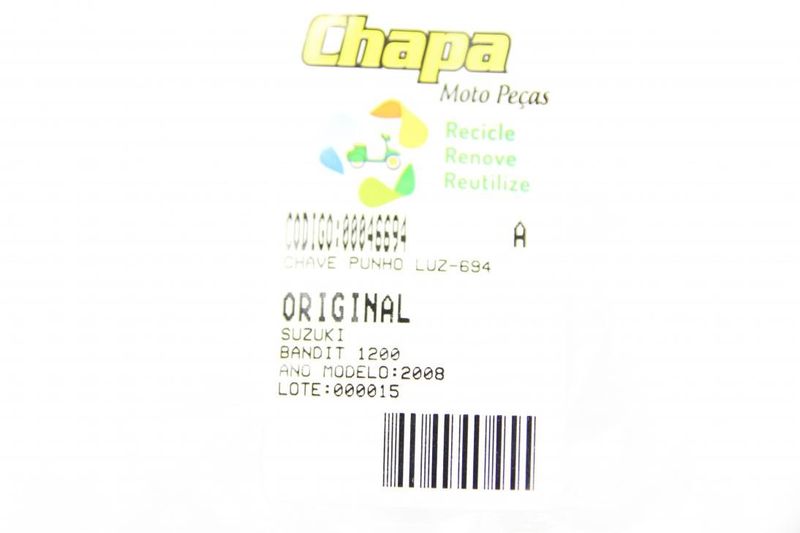 Chapa
Moto Peças
Recicle
Renove
Reutilize
CODIGO:00046694 A
CHAVE PUNHO LUZ-694
ORIGINAL
SUZUKI
BANDIT 1200
ANO MODELO:2008
LOTE:000015